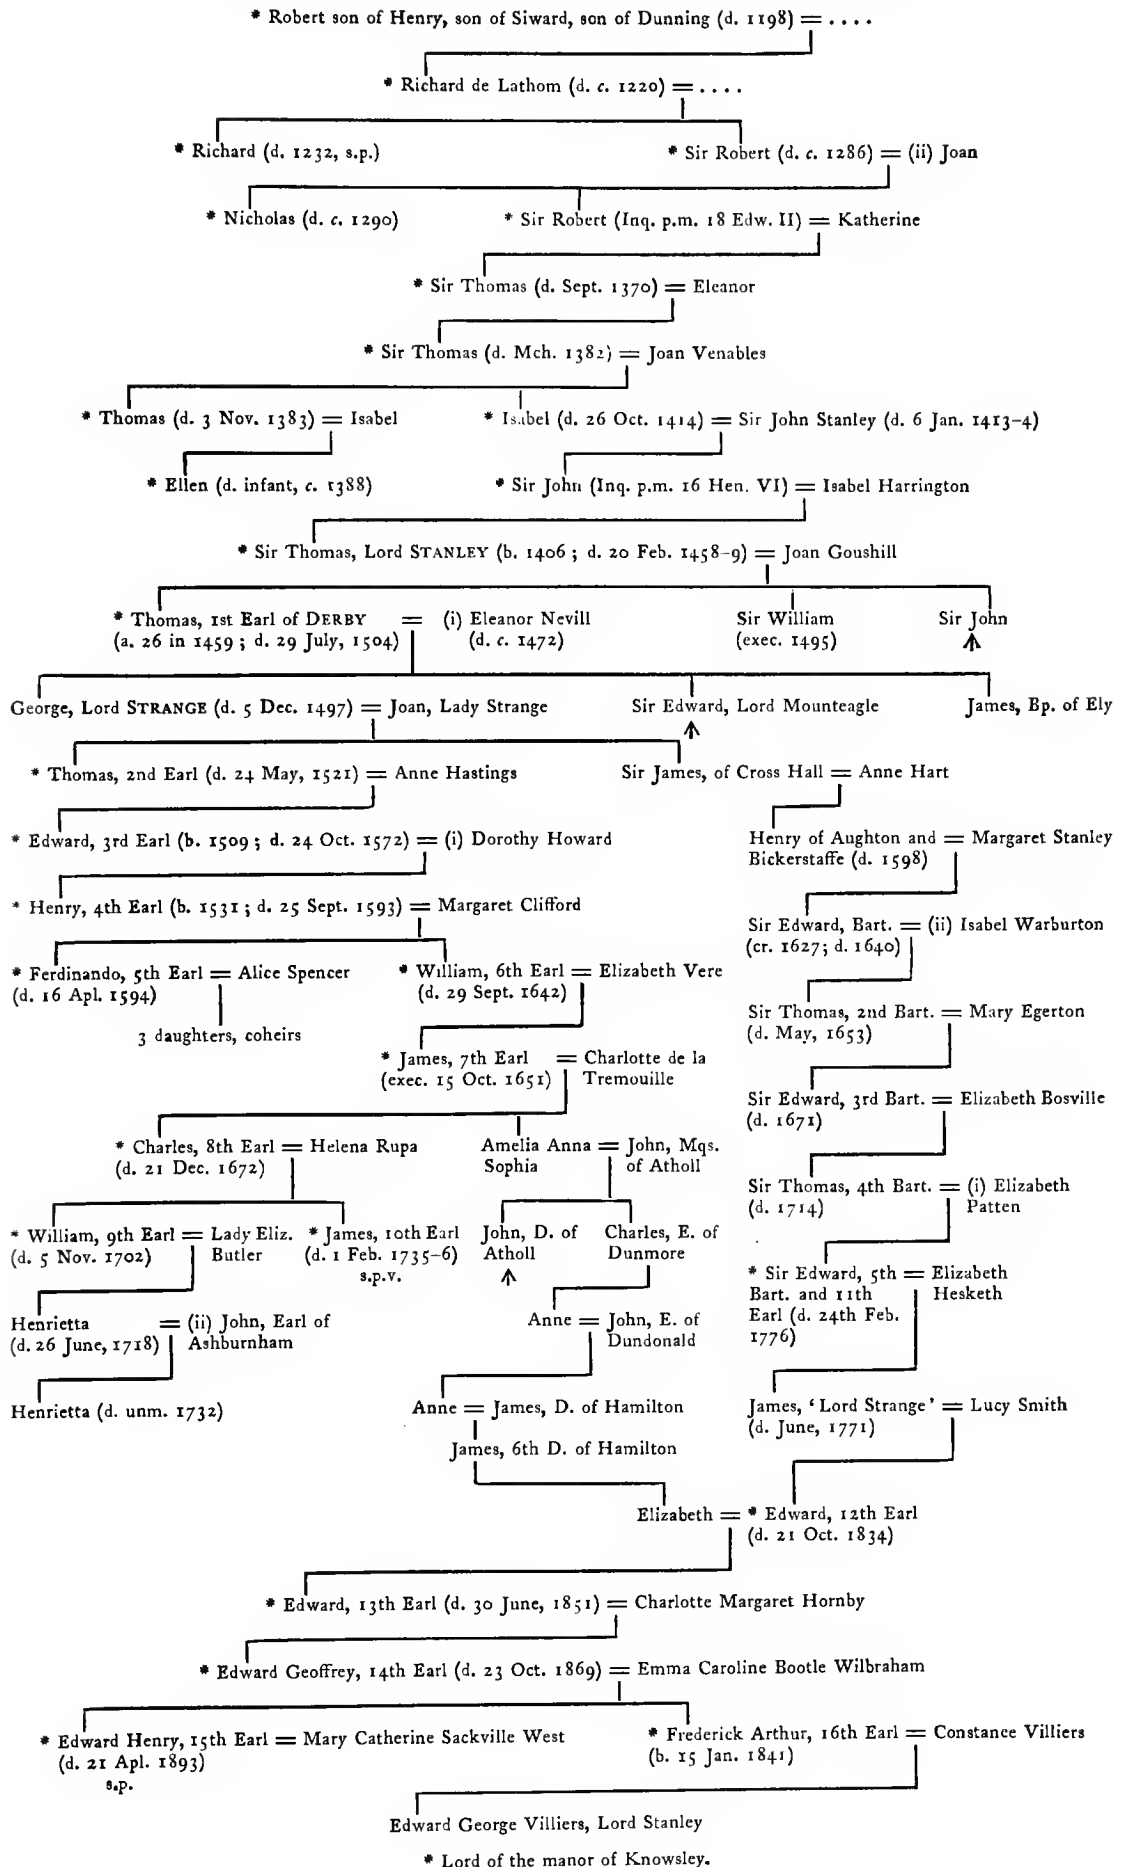 * Robert son of Henry, son of Siward, son of Dunning (d. 1198) = ....
* Richard de Lathom (d. c. 1220) = ....
* Richard (d. 1232, s.p.) * Sir Robert (d. c. 1286) = (ii) Joan
* Nicholas (d. c. 1290) * Sir Robert (Inq. p.m. 18 Edw. II) = Katherine
* Sir Thomas (d. Sept. 1370) = Eleanor
* Sir Thomas (d. Mch. 1382) = Joan Venables
* Thomas (d. 3 Nov. 1383) = Isabel * Isabel (d. 26 Oct. 1414) = Sir John Stanley (d. 6 Jan. 1413-4)
* Ellen (d. infant, c. 1388) * Sir John (Inq. p.m. 16 Hen. VI) = Isabel Harrington
* Sir Thomas, Lord STANLEY (b. 1406 ; d. 20 Feb. 1458-9) = Joan Goushill
* Thomas, 1st Earl of DERBY = (i) Eleanor Nevill Sir William Sir John
(a. 26 in 1459 ; d. 29 July, 1504) (d. c. 1472) (exec. 1495)
George, Lord STRANGE (d. 5 Dec. 1497) = Joan, Lady Strange Sir Edward, Lord Mounteagle James, Bp. of Ely
* Thomas, 2nd Earl (d. 24 May, 1521) = Anne Hastings Sir James, of Cross Hall = Anne Hart
* Edward, 3rd Earl (b. 1509 ; d. 24 Oct. 1572) = (i) Dorothy Howard Henry of Aughton and = Margaret Stanley
Bickerstaffe (d. 1598)
* Henry, 4th Earl (b. 1531 ; d. 25 Sept. 1593) = Margaret Clifford Sir Edward, Bart. = (ii) Isabel Warburton
(cr. 1627; d. 1640)
* Ferdinando, 5th Earl = Alice Spencer * William, 6th Earl = Elizabeth Vere
(d. 16 Apl. 1594) (d. 29 Sept. 1642)
Sir Thomas, 2nd Bart. = Mary Egerton
(d. May, 1653)
3 daughters, coheirs
* James, 7th Earl = Charlotte de la
(exec. 15 Oct. 1651) Tremouille
Sir Edward, 3rd Bart. = Elizabeth Bosville
(d. 1671)
* Charles, 8th Earl = Helena Rupa Amelia Anna = John, Mqs.
(d. 21 Dec. 1672) Sophia of Atholl
Sir Thomas, 4th Bart. = (i) Elizabeth
(d. 1714) Patten
* William, 9th Earl = Lady Eliz. * James, 10th Earl John, D. of Charles, E. of
(d. 5 Nov. 1702) Butler (d. 1 Feb. 1735-6) Atholl Dunmore
s.p.v.
* Sir Edward, 5th = Elizabeth
Bart. and 11th Hesketh
Earl (d. 24th Feb.
1776)
Henrietta = (ii) John, Earl of Anne = John, E. of
(d. 26 June, 1718) Ashburnham Dundonald
Henrietta (d. unm. 1732) Anne = James, D. of Hamilton James, ‘ Lord Strange ’ = Lucy Smith
(d. June, 1771)
James, 6th D. of Hamilton
Elizabeth = * Edward, 12th Earl
(d. 21 Oct. 1834)
* Edward, 13th Earl (d. 30 June, 1851) = Charlotte Margaret Hornby
* Edward Geoffrey, 14th Earl (d. 23 Oct. 1869) = Emma Caroline Bootle Wilbraham
* Edward Henry, 15th Earl = Mary Catherine Sackville West * Frederick Arthur, 16th Earl = Constance Villiers
(d. 21 Apl. 1893) (b. 15 Jan. 1841)
s.p.
Edward George Villiers, Lord Stanley
* Lord of the manor of Knowsley.